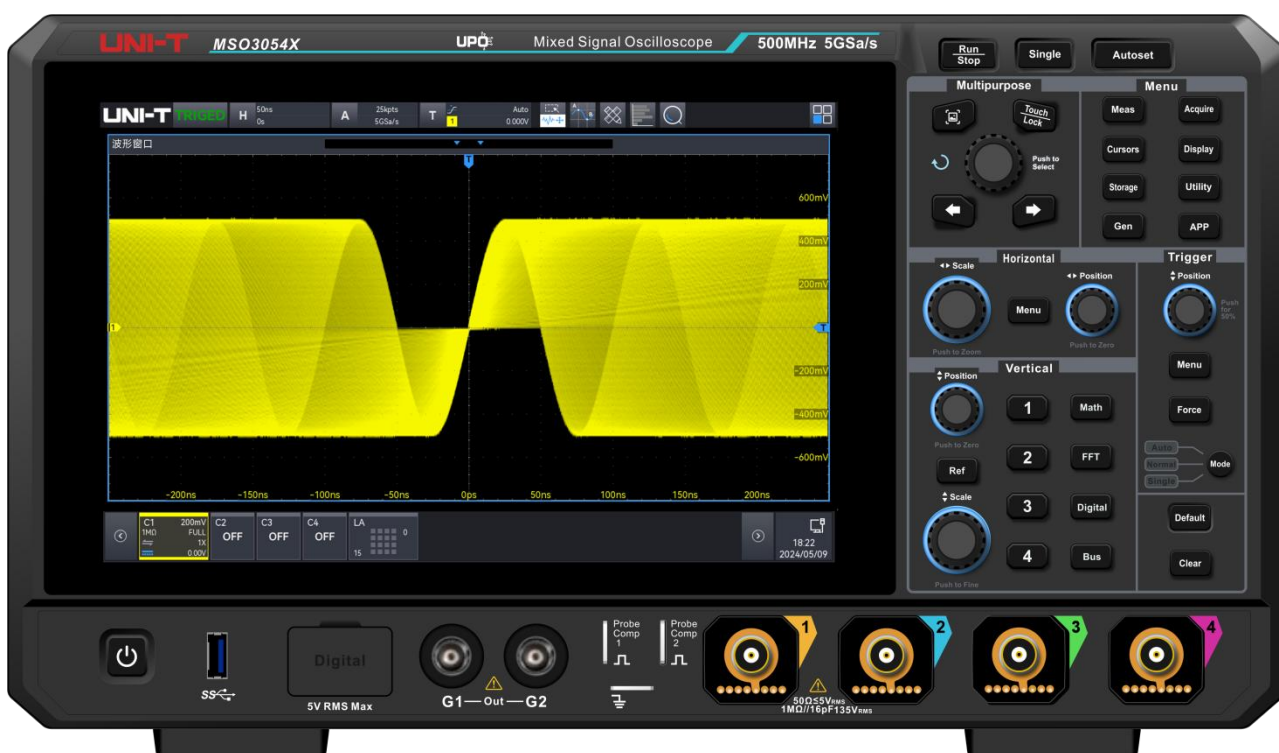 UNI-T MSO3054X UPO Mixed Signal Oscilloscope 500MHz 5GSa/s
UNI-T TRIGED H 50ns 0s A 25kpts 5GSa/s T 1 Auto 0.000V
波形窗口
T
600mV
400mV
200mV
1
T
-200mV
-400mV
-600mV
-200ns -150ns -100ns -50ns 0ps 50ns 100ns 150ns 200ns
C1 200mV
1MΩ FULL
1X
0.00V
C2
OFF
C3
OFF
C4
OFF
LA
0
15
18:22
2024/05/09
Run
Stop
Single
Autoset
Multipurpose
Touch
Lock
Push to
Select
Menu
Meas
Acquire
Cursors
Display
Storage
Utility
Gen
APP
Horizontal
Scale
Menu
Position
Push to Zoom
Push to Zero
Trigger
Position
Push
for
50%
Menu
Force
Auto
Normal
Single
Mode
Vertical
Position
Push to Zero
1
Math
2
FFT
Ref
Scale
3
Digital
4
Bus
Push to Fine
Default
Clear
SS
Digital
5V RMS Max
G1 Out G2
Probe
Comp
1
Probe
Comp
2
1
2
3
4
50Ω≤5VRMS
1MΩ//16pF135VRMS